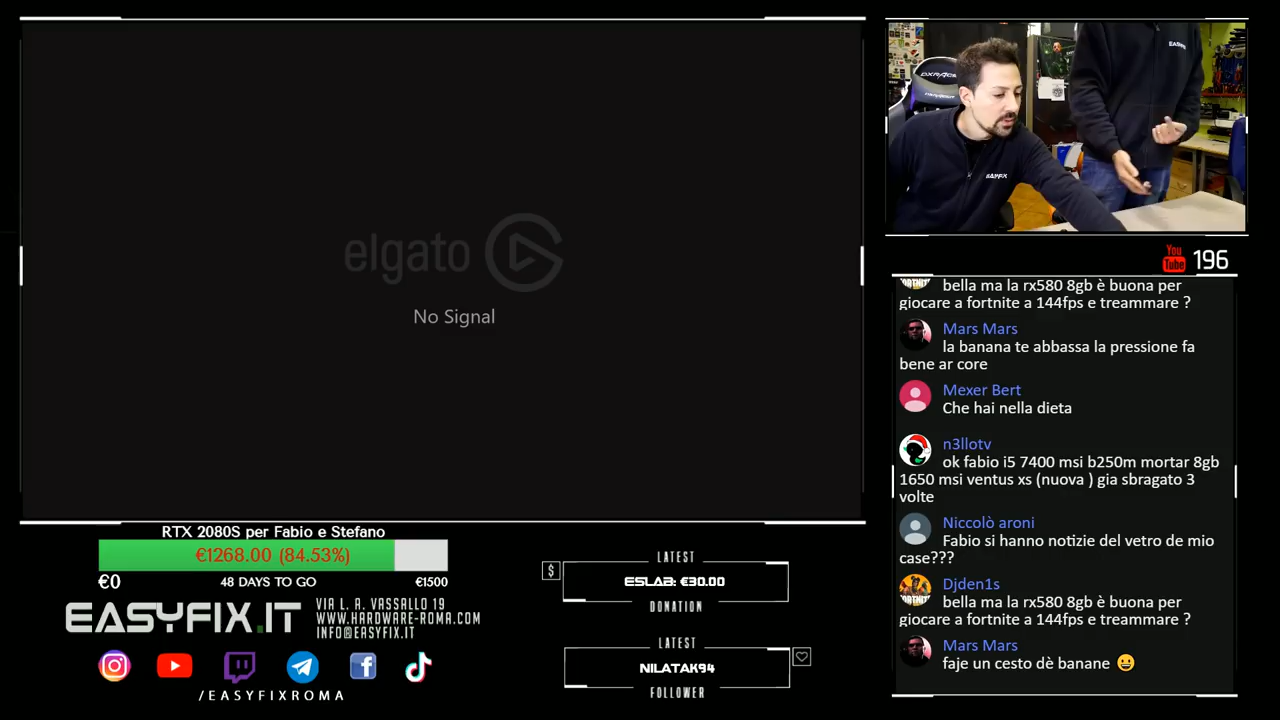 elgato
No Signal
DXRACER
EASYFIX
You
Tube
196
bella ma la rx580 8gb è buona per
giocare a fortnite a 144fps e treammare ?
Mars Mars
la banana te abbassa la pressione fa
bene ar core
Mexer Bert
Che hai nella dieta
n3llotv
ok fabio i5 7400 msi b250m mortar 8gb
1650 msi ventus xs (nuova ) gia sbragato 3
volte
Niccolò aroni
Fabio si hanno notizie del vetro de mio
case???
Djden1s
bella ma la rx580 8gb è buona per
giocare a fortnite a 144fps e treammare ?
Mars Mars
faje un cesto dè banane 😀
RTX 2080S per Fabio e Stefano
€1268.00 (84.53%)
€0
48 DAYS TO GO
€1500
EASYFIX.IT
VIA L. A. VASSALLO 19
WWW.HARDWARE-ROMA.COM
INFO@EASYFIX.IT
/EASYFIXROMA
$
LATEST
ESLAB: €30.00
DONATION
LATEST
NILATAK94
FOLLOWER